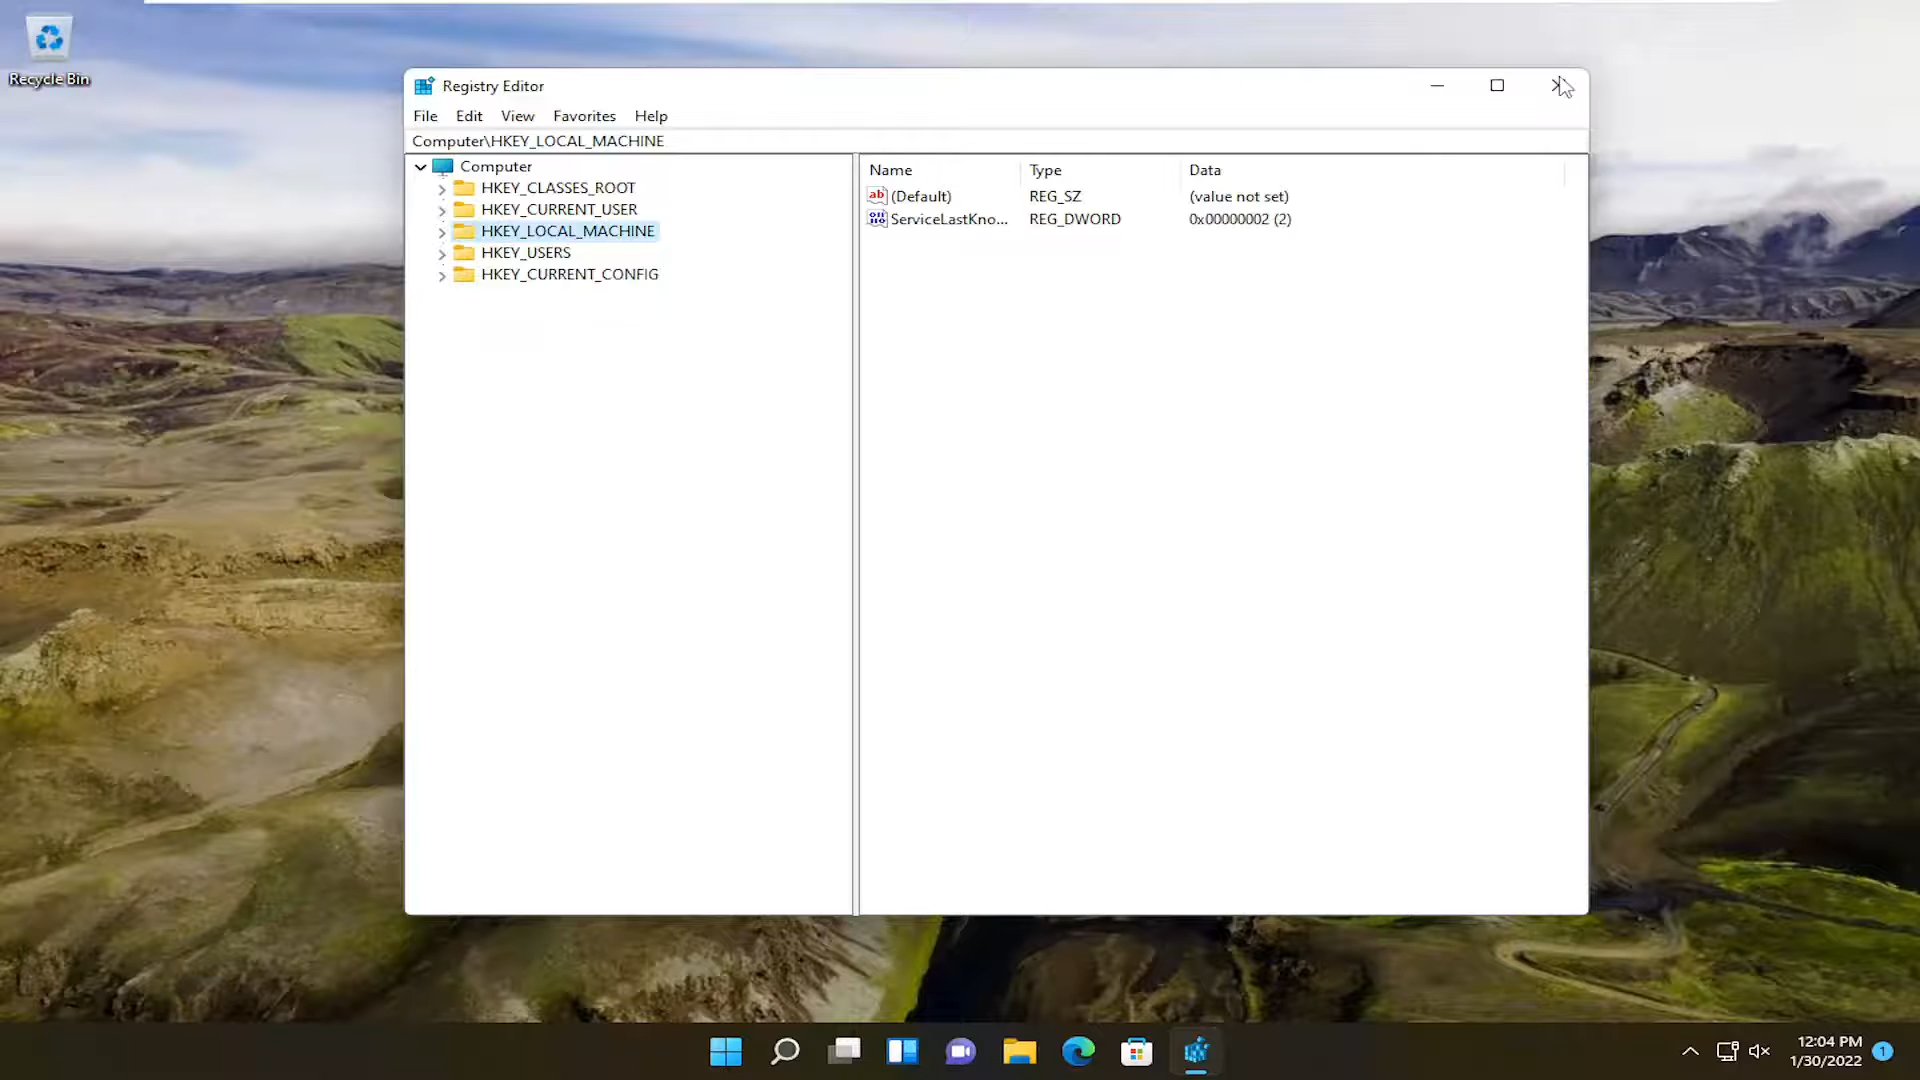 Recycle Bin
Registry Editor
File Edit View Favorites Help
Computer\HKEY_LOCAL_MACHINE
Computer
HKEY_CLASSES_ROOT
HKEY_CURRENT_USER
HKEY_LOCAL_MACHINE
HKEY_USERS
HKEY_CURRENT_CONFIG
Name Type Data
(Default) REG_SZ (value not set)
ServiceLastKno... REG_DWORD 0x00000002 (2)
12:04 PM
1/30/2022
1